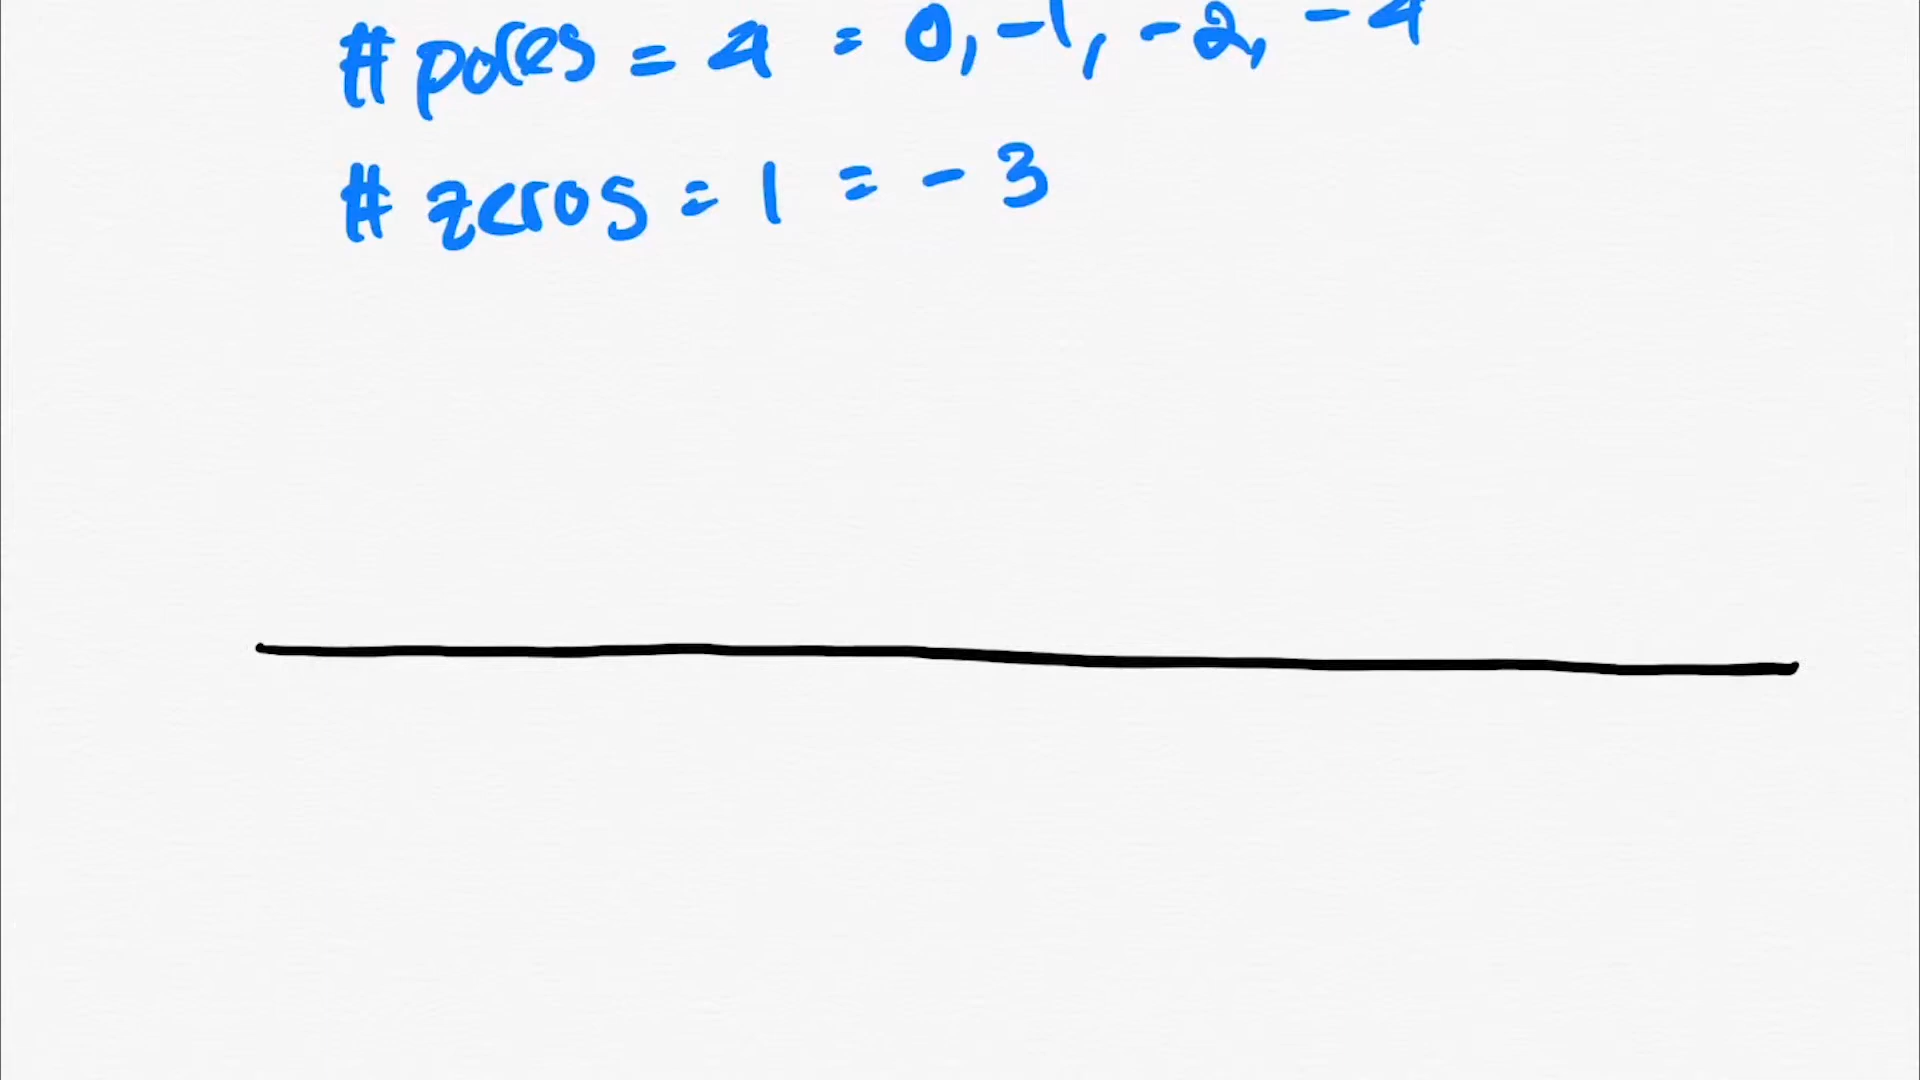 # poles = 4 = 0, -1, -2, -4
# zeros = 1 = - 3